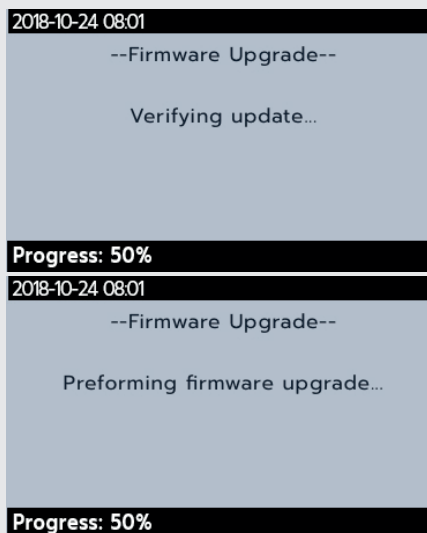 2018-10-24 08:01
--Firmware Upgrade--
Verifying update...
Progress: 50%
2018-10-24 08:01
--Firmware Upgrade--
Preforming firmware upgrade...
Progress: 50%